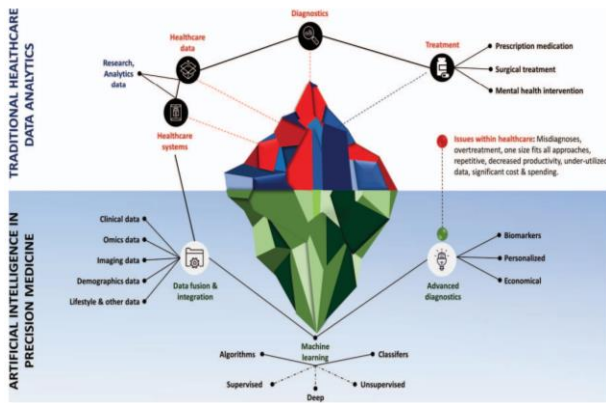 TRADITIONAL HEALTHCARE
DATA ANALYTICS
Diagnostics
Healthcare
data
Research,
Analytics
data
Healthcare
systems
Treatment
Prescription medication
Surgical treatment
Mental health intervention
Issues within healthcare: Misdiagnoses,
overtreatment, one size fits all approaches,
repetitive, decreased productivity, under-utilized
data, significant cost & spending.
ARTIFICIAL INTELLIGENCE IN
PRECISION MEDICINE
Clinical data
Omics data
Imaging data
Demographics data
Lifestyle & other data
Data fusion &
integration
Biomarkers
Personalized
Economical
Advanced
diagnostics
Machine
learning
Algorithms
Classifers
Supervised
Unsupervised
Deep